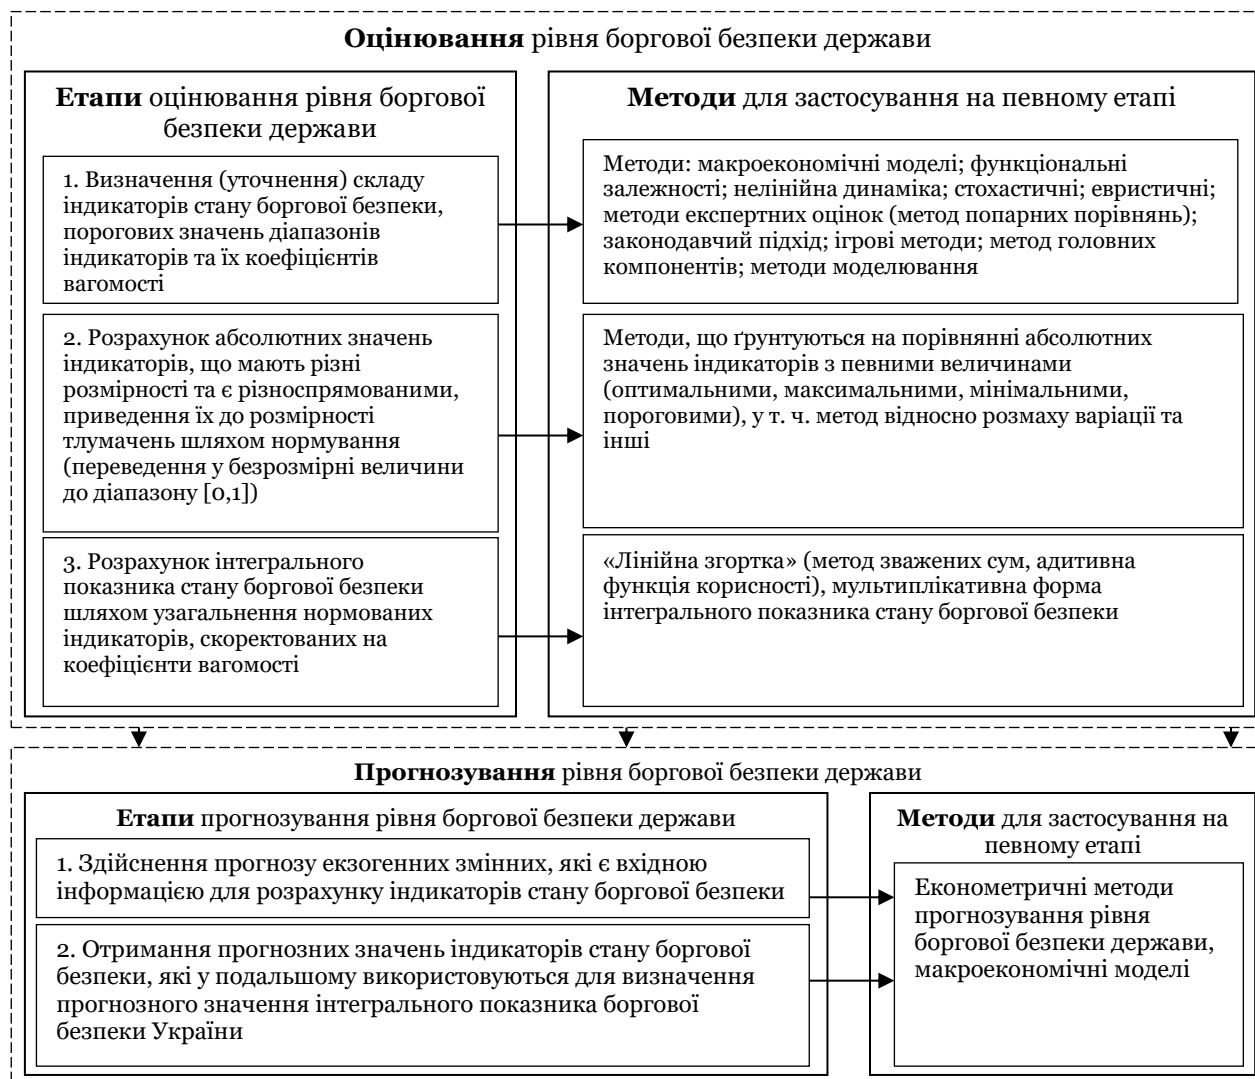 Оцінювання рівня боргової безпеки держави
Етапи оцінювання рівня боргової
безпеки держави
1. Визначення (уточнення) складу
індикаторів стану боргової безпеки,
порогових значень діапазонів
індикаторів та їх коефіцієнтів
вагомості
2. Розрахунок абсолютних значень
індикаторів, що мають різні
розмірності та є різноспрямованими,
приведення їх до розмірності
тлумачень шляхом нормування
(переведення у безрозмірні величини
до діапазону [0,1])
3. Розрахунок інтегрального
показника стану боргової безпеки
шляхом узагальнення нормованих
індикаторів, скоректованих на
коефіцієнти вагомості
Методи для застосування на певному етапі
Методи: макроекономічні моделі; функціональні
залежності; нелінійна динаміка; стохастичні; евристичні;
методи експертних оцінок (метод попарних порівнянь);
законодавчий підхід; ігрові методи; метод головних
компонентів; методи моделювання
Методи, що ґрунтуються на порівнянні абсолютних
значень індикаторів з певними величинами
(оптимальними, максимальними, мінімальними,
пороговими), у т. ч. метод відносно розмаху варіації та
інші
«Лінійна згортка» (метод зважених сум, адитивна
функція корисності), мультиплікативна форма
інтегрального показника стану боргової безпеки
Прогнозування рівня боргової безпеки держави
Етапи прогнозування рівня боргової безпеки держави
1. Здійснення прогнозу екзогенних змінних, які є вхідною
інформацією для розрахунку індикаторів стану боргової безпеки
2. Отримання прогнозних значень індикаторів стану боргової
безпеки, які у подальшому використовуються для визначення
прогнозного значення інтегрального показника боргової
безпеки України
Методи для застосування на
певному етапі
Економетричні методи
прогнозування рівня
боргової безпеки держави,
макроекономічні моделі